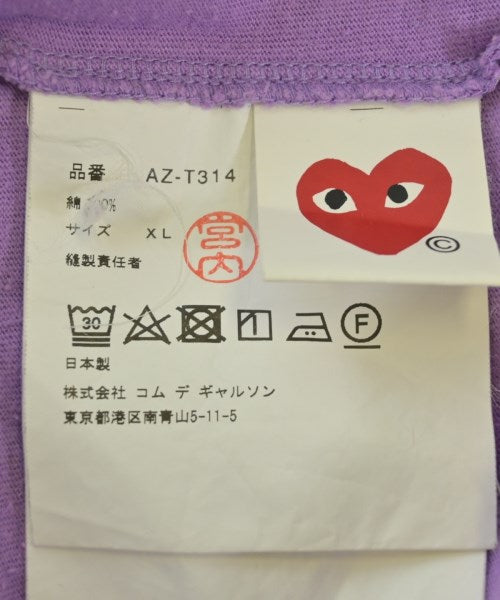 品番 AZ-T314
綿 100%
サイズ XL
縫製責任者
宮内
©
30
1
F
日本製
株式会社 コム デ ギャルソン
東京都港区南青山5-11-5